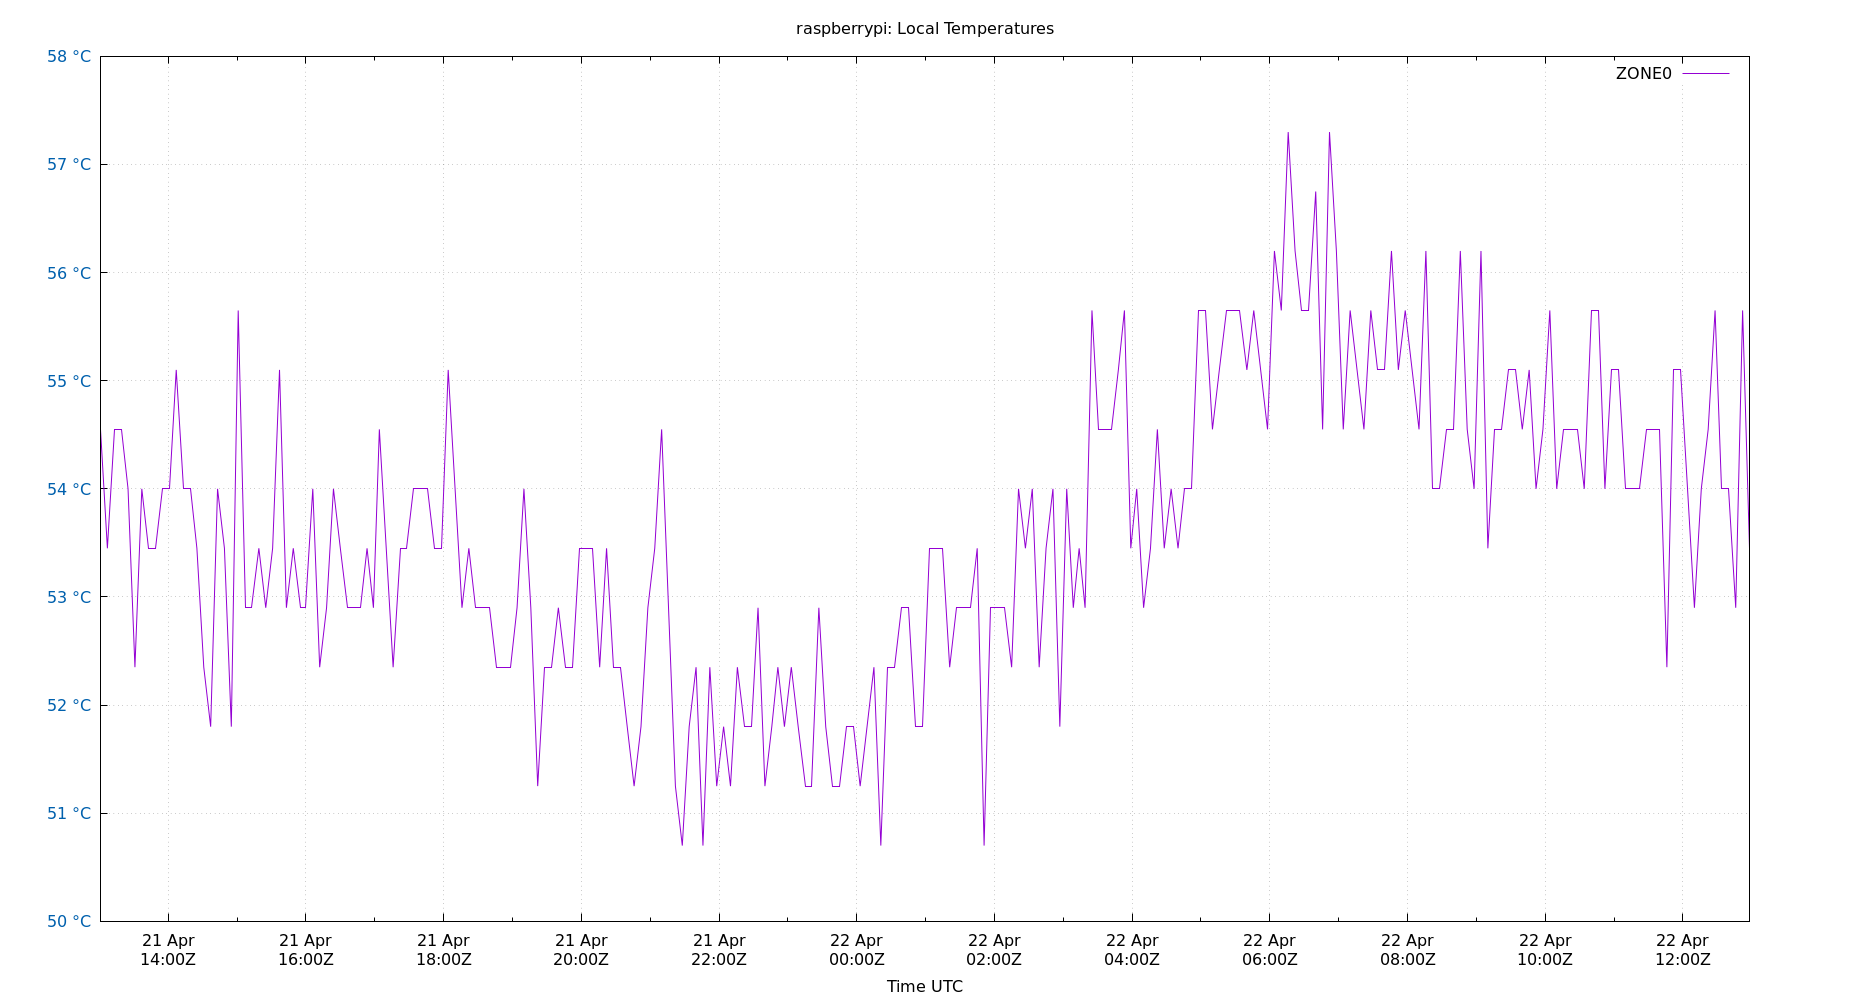 raspberrypi: Local Temperatures
ZONE0
58 °C
57 °C
56 °C
55 °C
54 °C
53 °C
52 °C
51 °C
50 °C
21 Apr 21 Apr 21 Apr 21 Apr 21 Apr 22 Apr 22 Apr 22 Apr 22 Apr 22 Apr 22 Apr 22 Apr
14:00Z 16:00Z 18:00Z 20:00Z 22:00Z 00:00Z 02:00Z 04:00Z 06:00Z 08:00Z 10:00Z 12:00Z
Time UTC